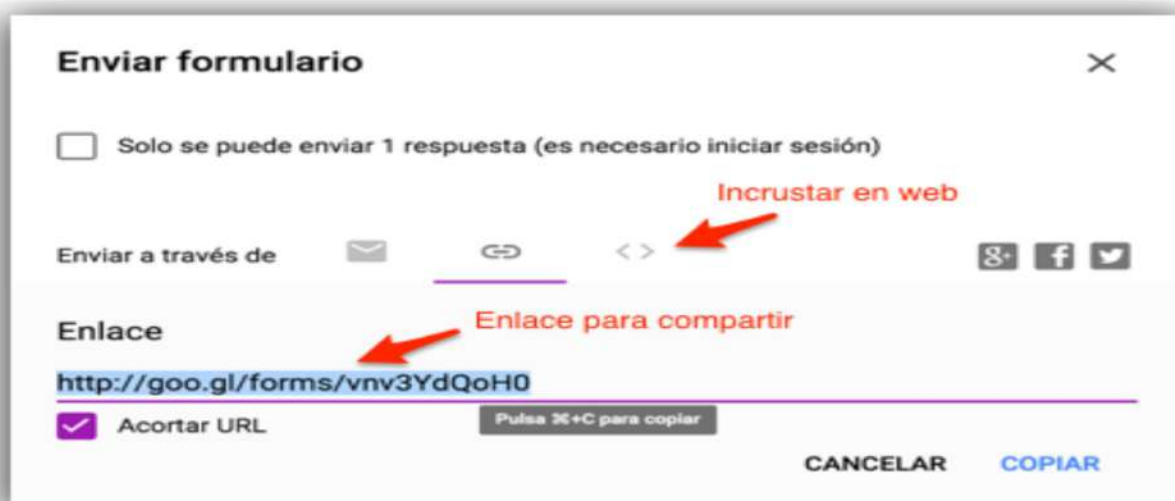 Enviar formulario
Solo se puede enviar 1 respuesta (es necesario iniciar sesión)
Incrustar en web
Enviar a través de
Enlace para compartir
Enlace
http://goo.gl/forms/vnv3YdQoH0
Acortar URL
Pulsa ⌘+C para copiar
CANCELAR COPIAR